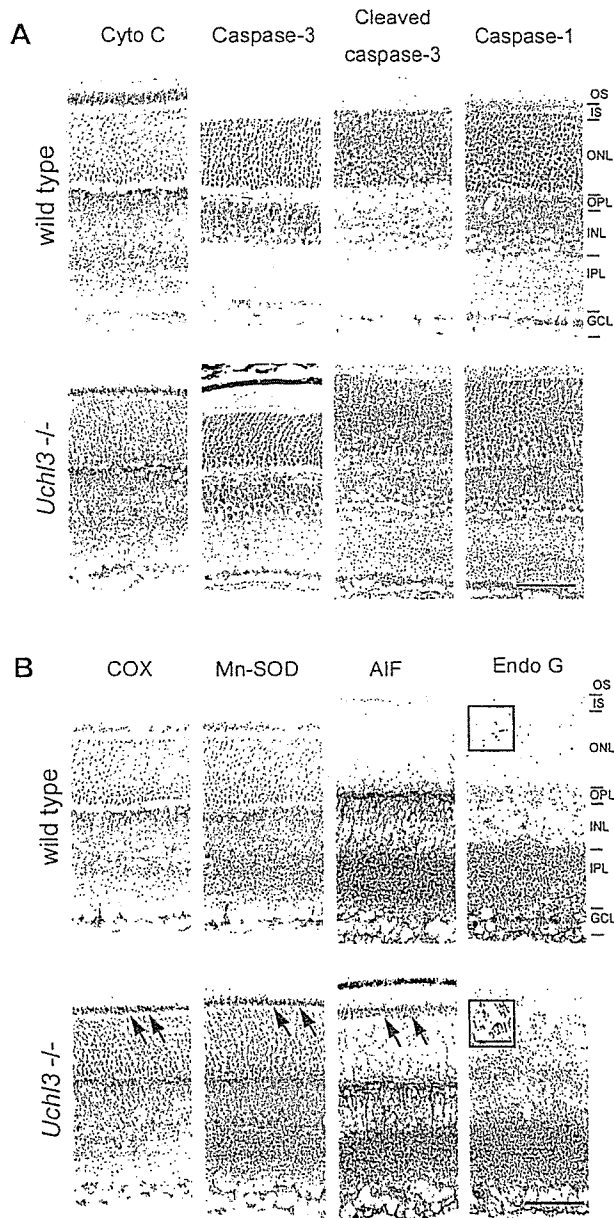 A
Cyto C
Caspase-3
Cleaved
caspase-3
Caspase-1
wild type
OS
IS
ONL
OPL
INL
IPL
GCL
Uchl3 -/-
B
COX
Mn-SOD
AIF
Endo G
wild type
OS
IS
ONL
OPL
INL
IPL
GCL
Uchl3 -/-